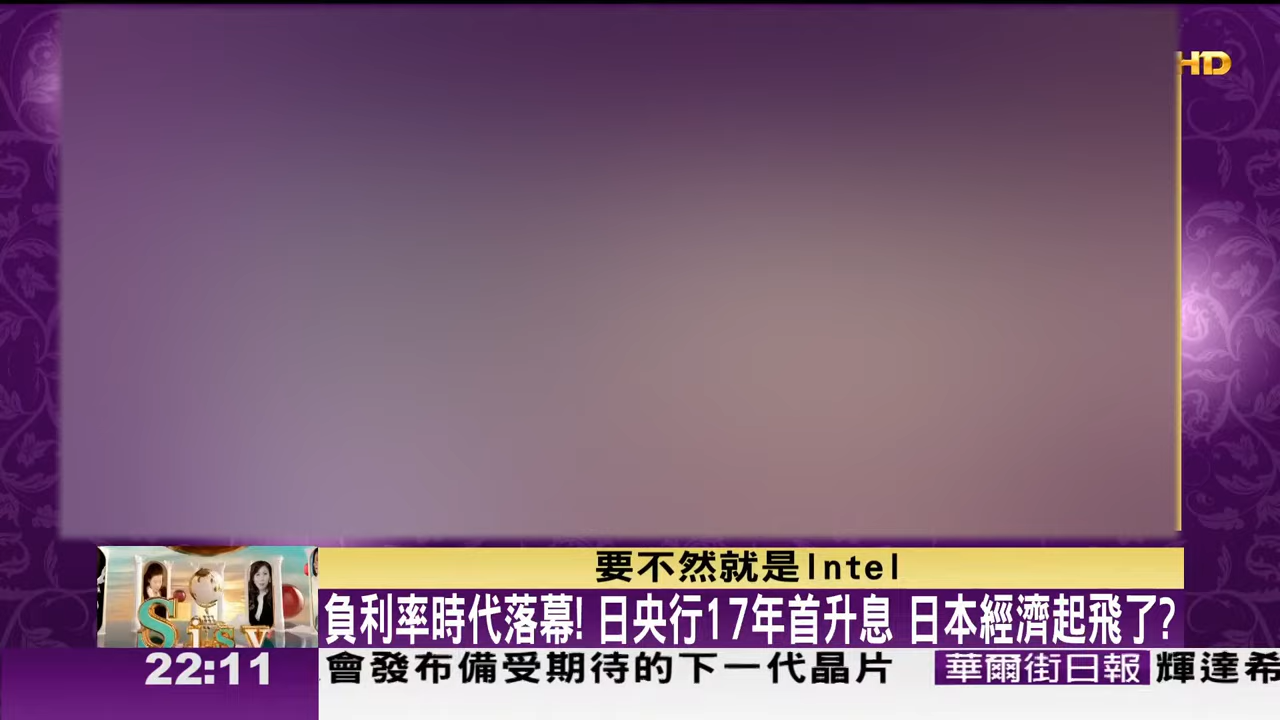 HD
要不然就是Intel
負利率時代落幕! 日央行17年首升息 日本經濟起飛了?
Sisy
22:11
會發布備受期待的下一代晶片 華爾街日報 輝達希